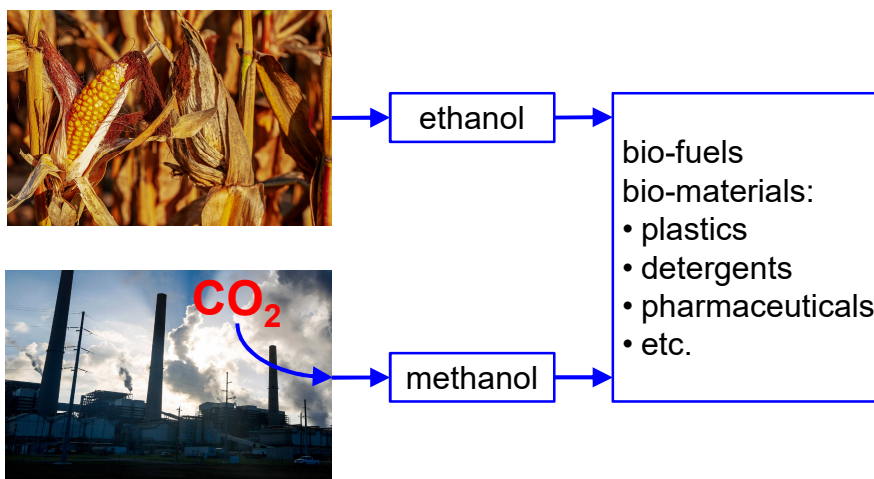 ethanol
bio-fuels
bio-materials:
• plastics
• detergents
• pharmaceuticals
• etc.
CO₂
methanol